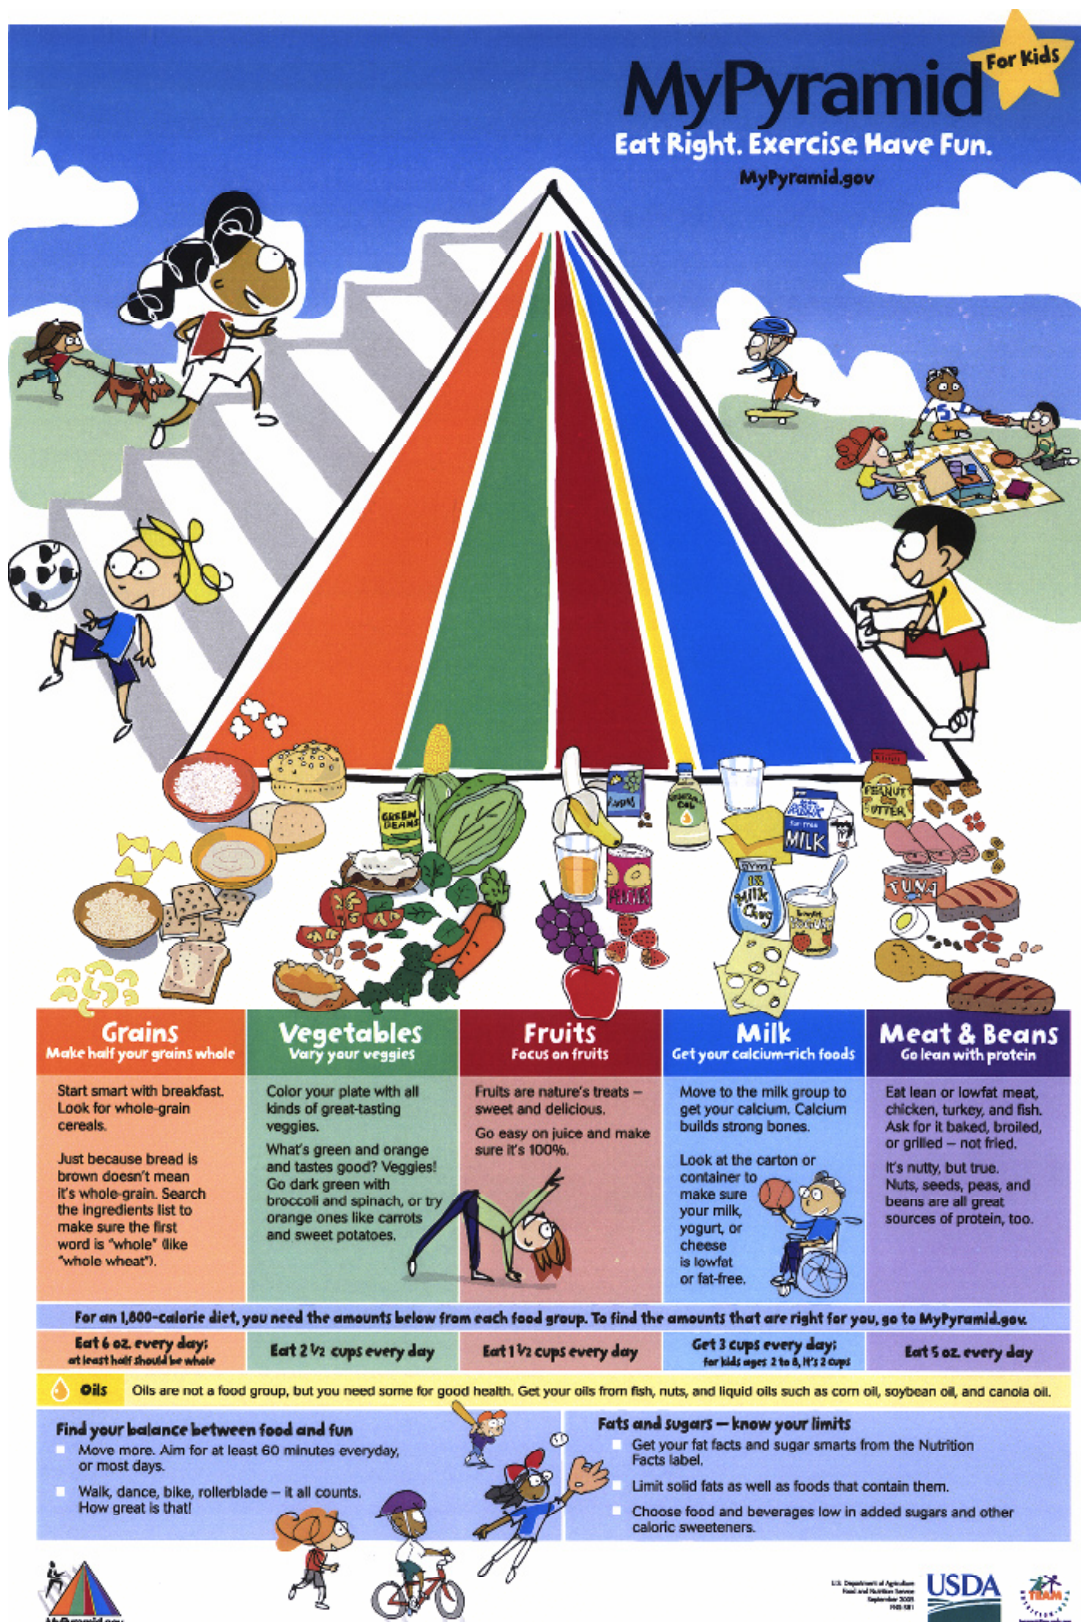 For Kids
MyPyramid
Eat Right. Exercise. Have Fun.
MyPyramid.gov
GREEN
BEANS
PEANUT
MILK
TUNA
1%
Milk
Grains
Make half your grains whole
Start smart with breakfast.
Look for whole-grain
cereals.
Just because bread is
brown doesn't mean
it's whole-grain. Search
the ingredients list to
make sure the first
word is "whole" (like
"whole wheat").
Vegetables
Vary your veggies
Color your plate with all
kinds of great-tasting
veggies.
What's green and orange
and tastes good? Veggies!
Go dark green with
broccoli and spinach, or try
orange ones like carrots
and sweet potatoes.
Fruits
Focus on fruits
Fruits are nature's treats –
sweet and delicious.
Go easy on juice and make
sure it's 100%.
Milk
Get your calcium-rich foods
Move to the milk group to
get your calcium. Calcium
builds strong bones.
Look at the carton or
container to
make sure
your milk,
yogurt, or
cheese
is lowfat
or fat-free.
Meat & Beans
Go lean with protein
Eat lean or lowfat meat,
chicken, turkey, and fish.
Ask for it baked, broiled,
or grilled – not fried.
It's nutty, but true.
Nuts, seeds, peas, and
beans are all great
sources of protein, too.
For an 1,800-calorie diet, you need the amounts below from each food group. To find the amounts that are right for you, go to MyPyramid.gov.
Eat 6 oz. every day;
at least half should be whole
Eat 2 1/2 cups every day
Eat 1 1/2 cups every day
Get 3 cups every day;
for kids ages 2 to 8, it's 2 cups
Eat 5 oz. every day
Oils Oils are not a food group, but you need some for good health. Get your oils from fish, nuts, and liquid oils such as corn oil, soybean oil, and canola oil.
Find your balance between food and fun
Move more. Aim for at least 60 minutes everyday,
or most days.
Walk, dance, bike, rollerblade – it all counts.
How great is that!
Fats and sugars — know your limits
Get your fat facts and sugar smarts from the Nutrition
Facts label.
Limit solid fats as well as foods that contain them.
Choose food and beverages low in added sugars and other
caloric sweeteners.
MyPyramid.gov
U.S. Department of Agriculture
Food and Nutrition Service
September 2005
FNS-381
USDA
TEAM